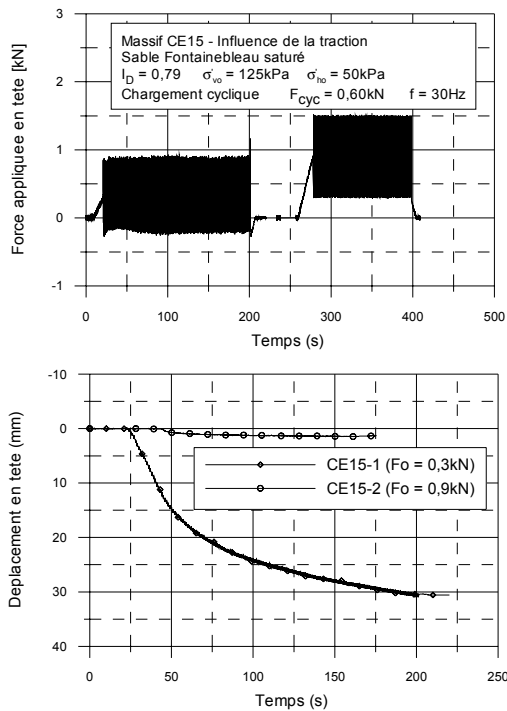 Massif CE15 - Influence de la traction
Sable Fontainebleau saturé
I_D = 0,79 σ'_vo = 125kPa σ'_ho = 50kPa
Chargement cyclique F_cyc = 0,60kN f = 30Hz
Force appliquee en tete [kN]
3
2
1
0
-1
0 100 200 300 400 500
Temps (s)
Deplacement en tete (mm)
-10
0
10
20
30
40
CE15-1 (Fo = 0,3kN)
CE15-2 (Fo = 0,9kN)
0 50 100 150 200 250
Temps (s)